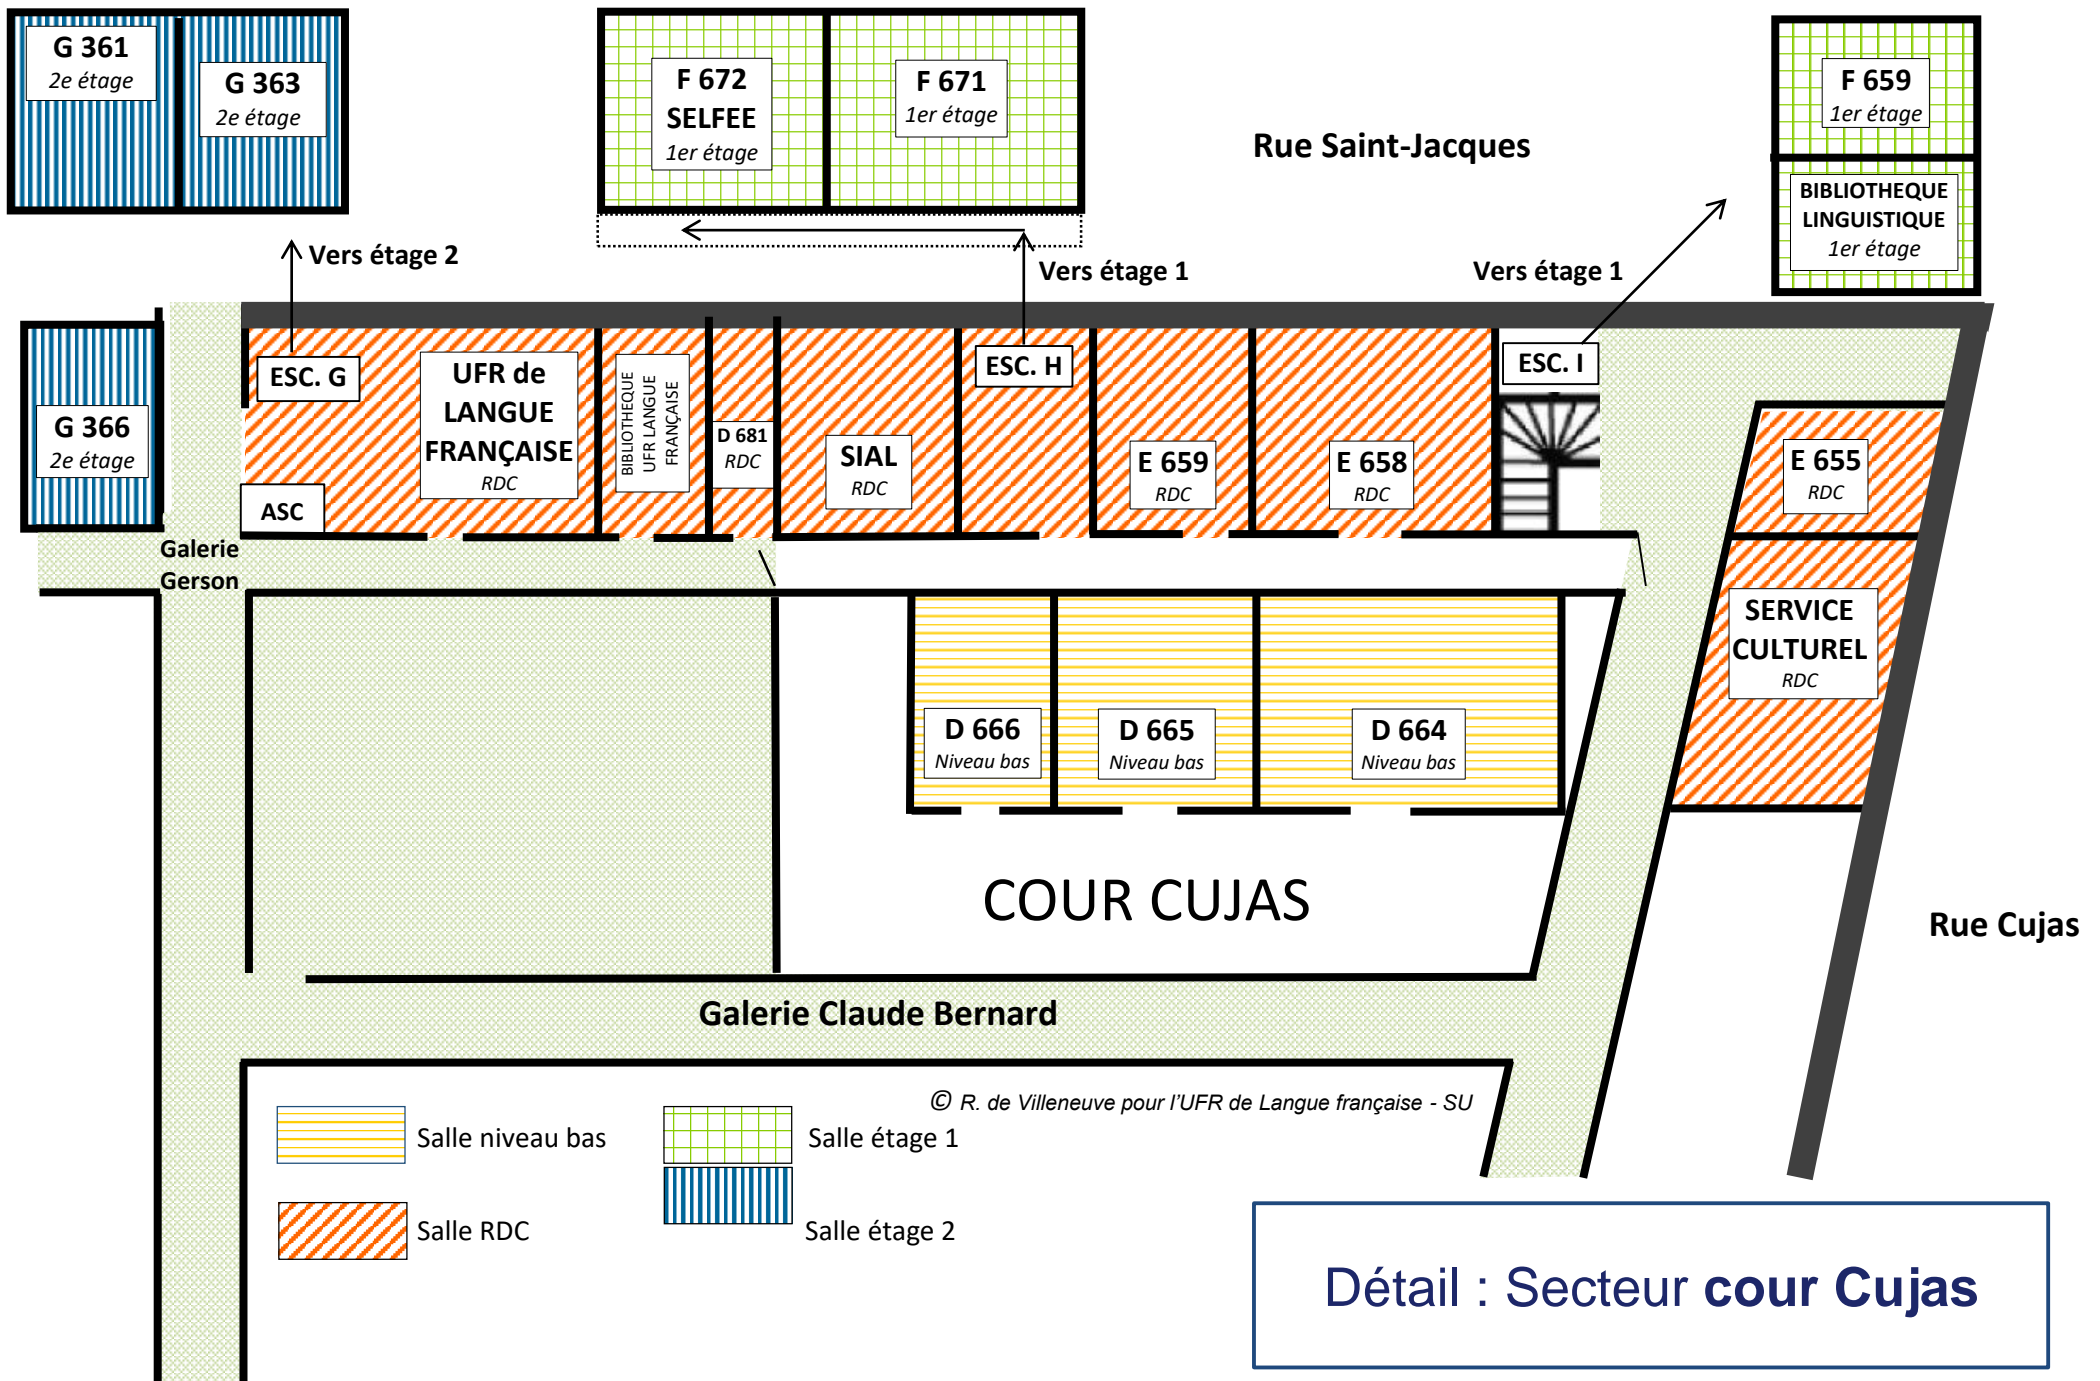 G 361
2e étage
G 363
2e étage
F 672
SELFEE
1er étage
F 671
1er étage
Rue Saint-Jacques
F 659
1er étage
BIBLIOTHEQUE
LINGUISTIQUE
1er étage
Vers étage 2
Vers étage 1
Vers étage 1
G 366
2e étage
ESC. G
ASC
UFR de
LANGUE
FRANÇAISE
RDC
BIBLIOTHEQUE
UFR LANGUE
FRANÇAISE
D 681
RDC
SIAL
RDC
ESC. H
E 659
RDC
E 658
RDC
ESC. I
E 655
RDC
Galerie
Gerson
SERVICE
CULTUREL
RDC
D 666
Niveau bas
D 665
Niveau bas
D 664
Niveau bas
COUR CUJAS
Rue Cujas
Galerie Claude Bernard
© R. de Villeneuve pour l'UFR de Langue française - SU
Salle niveau bas
Salle étage 1
Salle RDC
Salle étage 2
Détail : Secteur cour Cujas